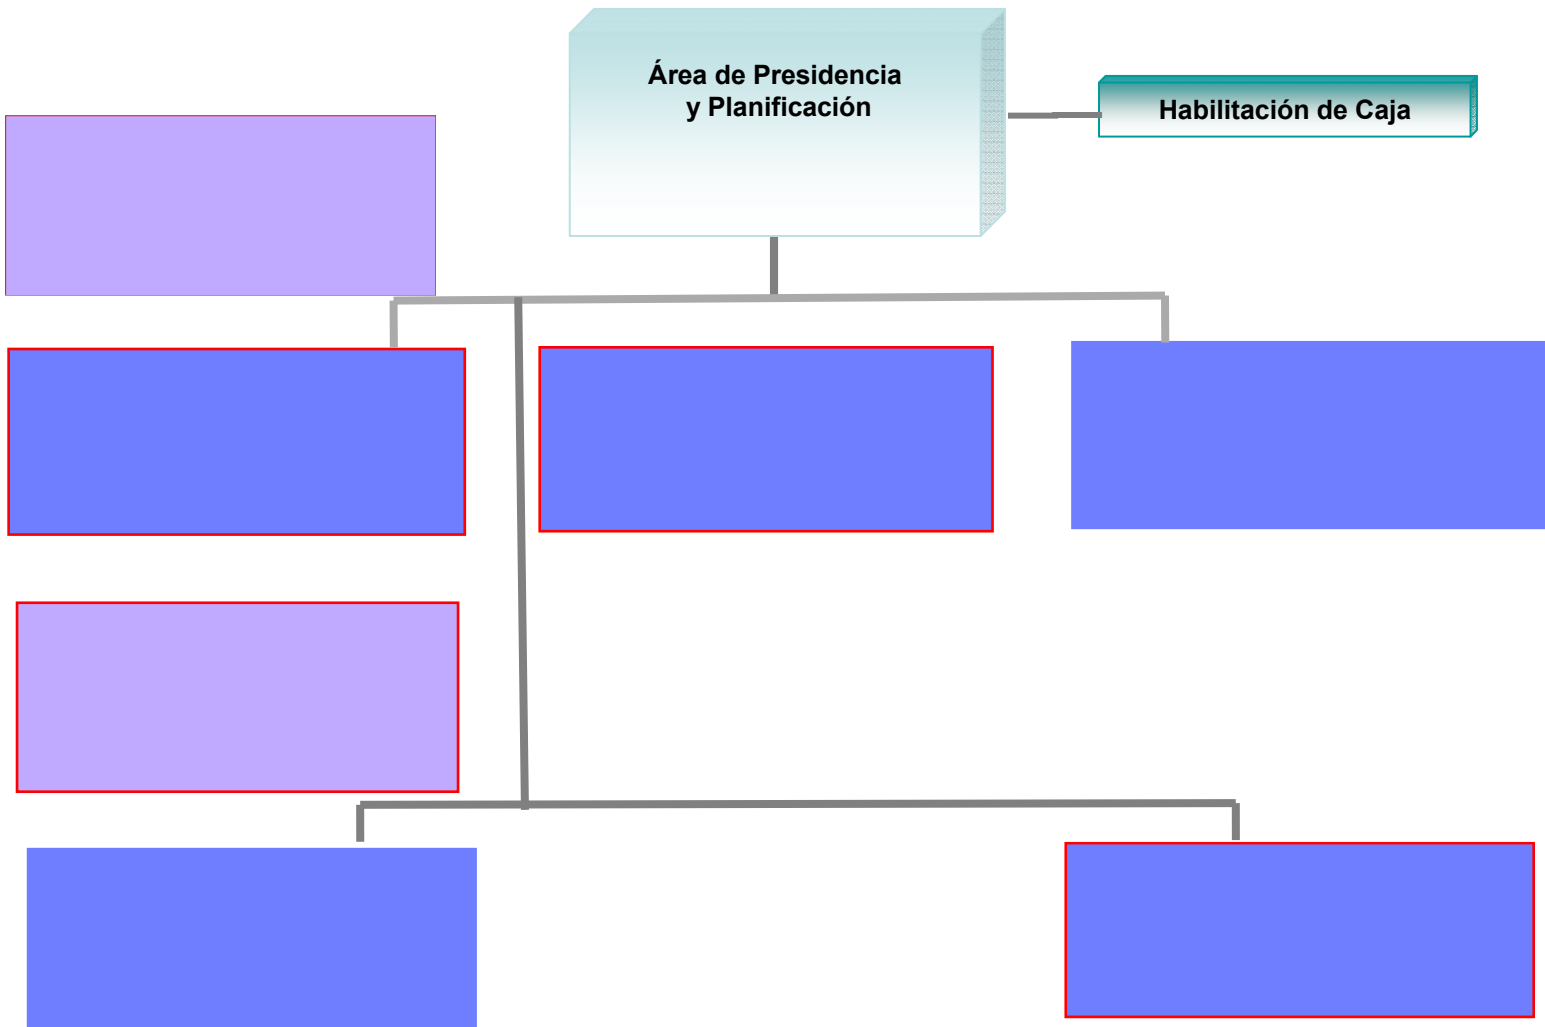 Área de Presidencia
y Planificación
Habilitación de Caja